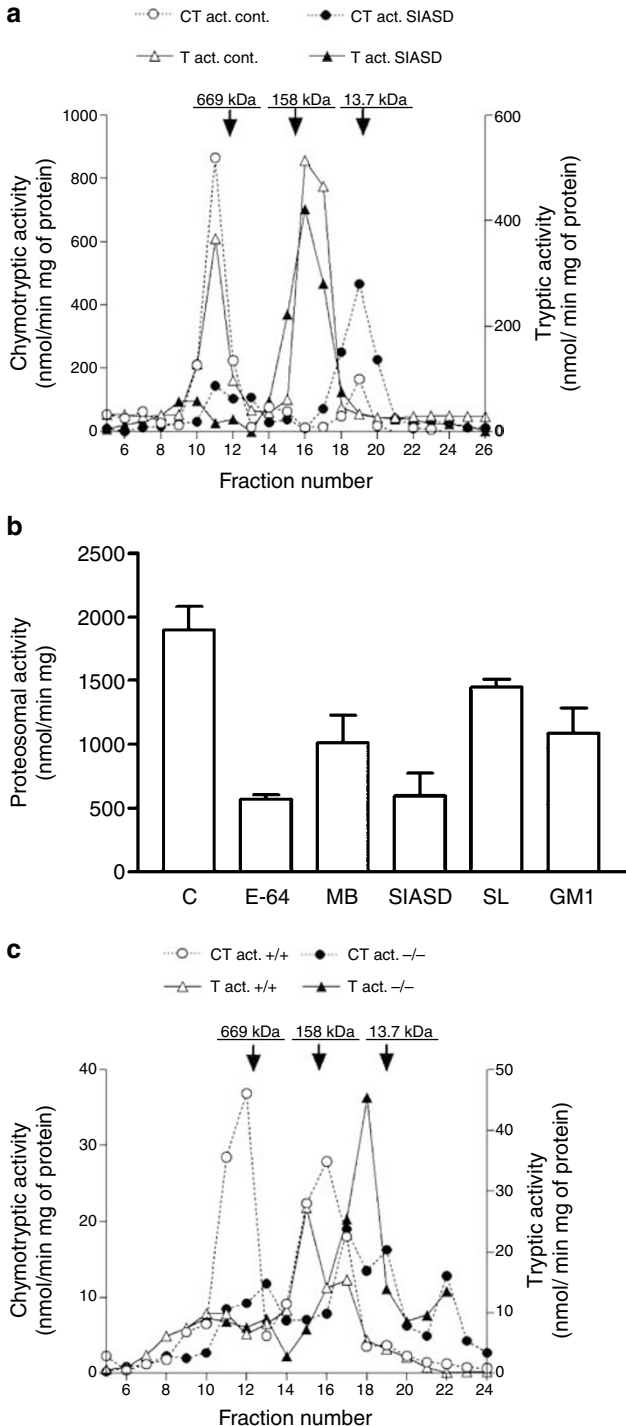 a
CT act. cont.
CT act. SIASD
T act. cont.
T act. SIASD
669 kDa
158 kDa
13.7 kDa
1000
800
600
400
200
0
600
400
200
0
Chymotryptic activity
(nmol/min mg of protein)
Tryptic activity
(nmol/ min mg of protein)
6 8 10 12 14 16 18 20 22 24 26
Fraction number
b
2500
2000
1500
1000
500
0
Proteosomal activity
(nmol/min mg)
C E-64 MB SIASD SL GM1
c
CT act. +/+
CT act. –/–
T act. +/+
T act. –/–
669 kDa
158 kDa
13.7 kDa
40
30
20
10
0
50
40
30
20
10
0
Chymotryptic activity
(nmol/min mg of protein)
Tryptic activity
(nmol/ min mg of protein)
6 8 10 12 14 16 18 20 22 24
Fraction number